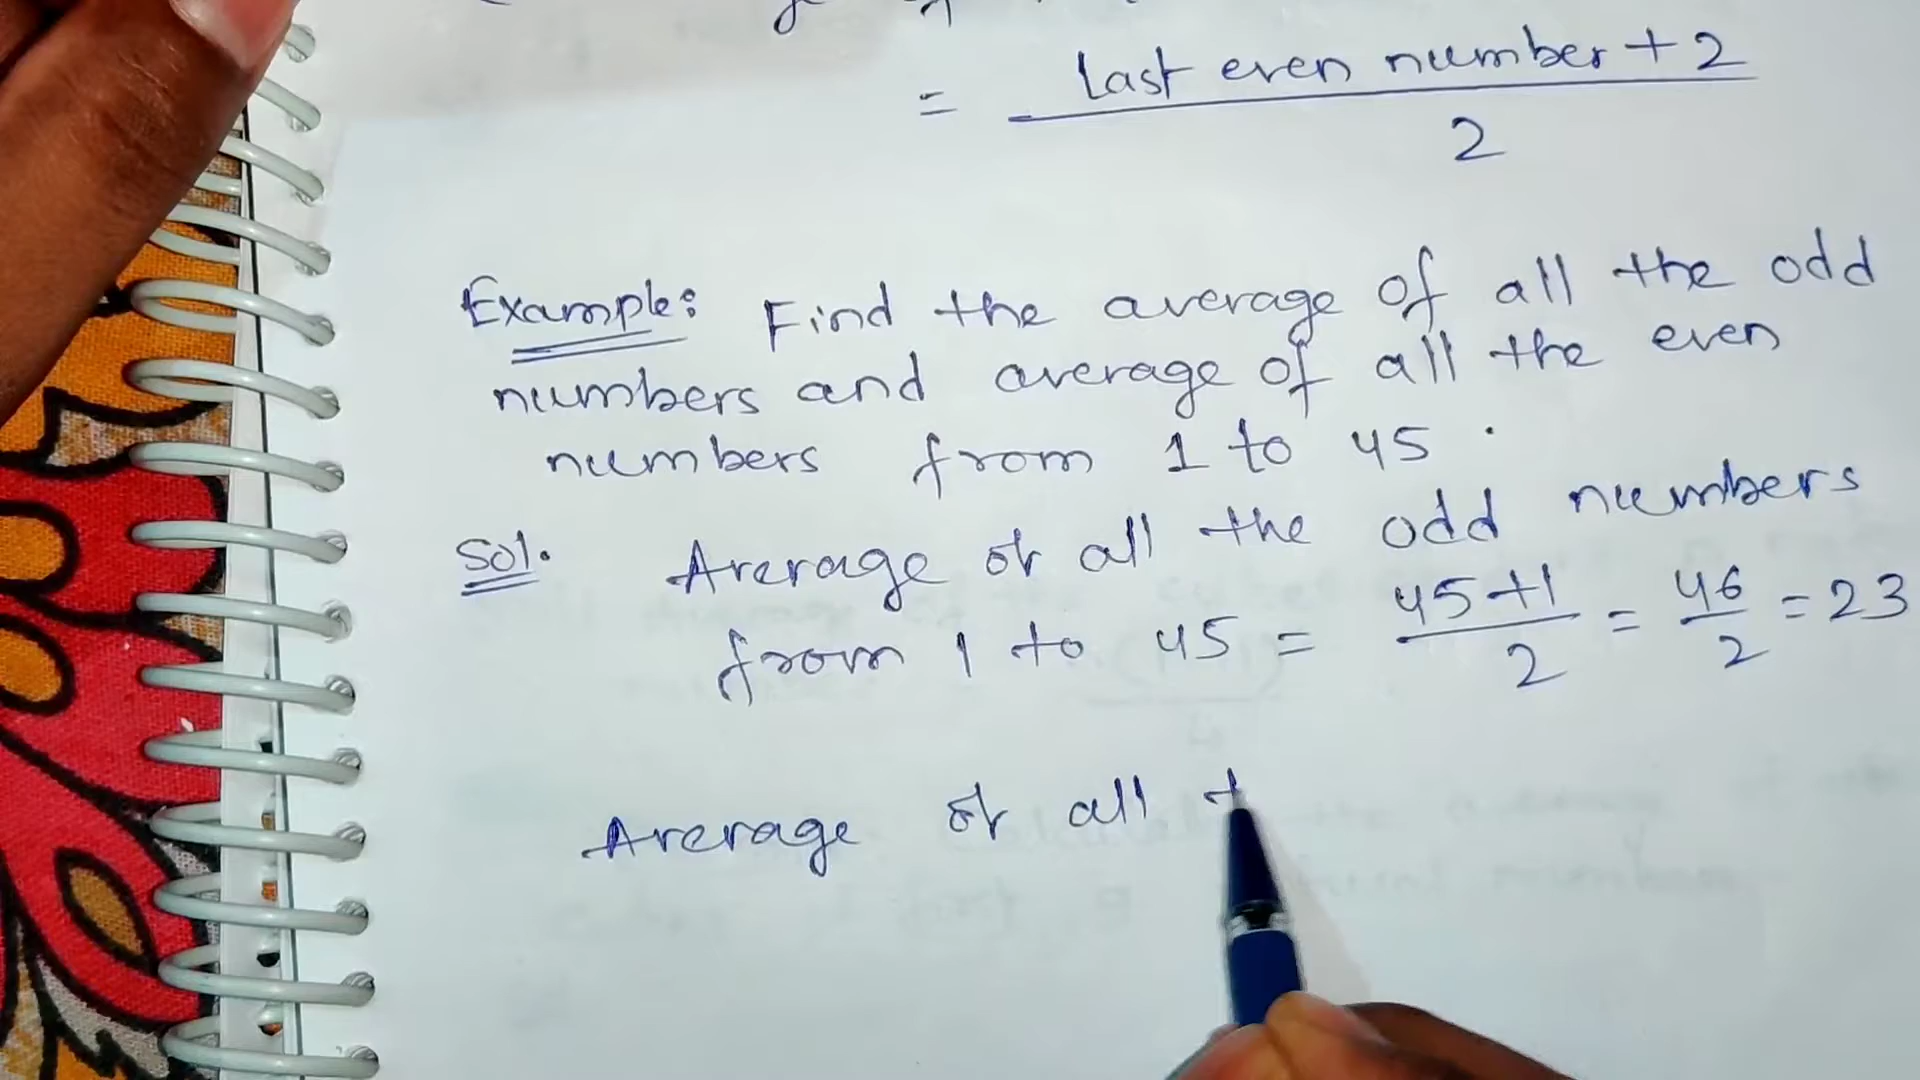 = last even number + 2
2
Example: Find the average of all the odd
numbers and average of all the even
numbers from 1 to 45.
Sol. Average of all the odd numbers
from 1 to 45 = 45+1/2 = 46/2 = 23
Average of all t